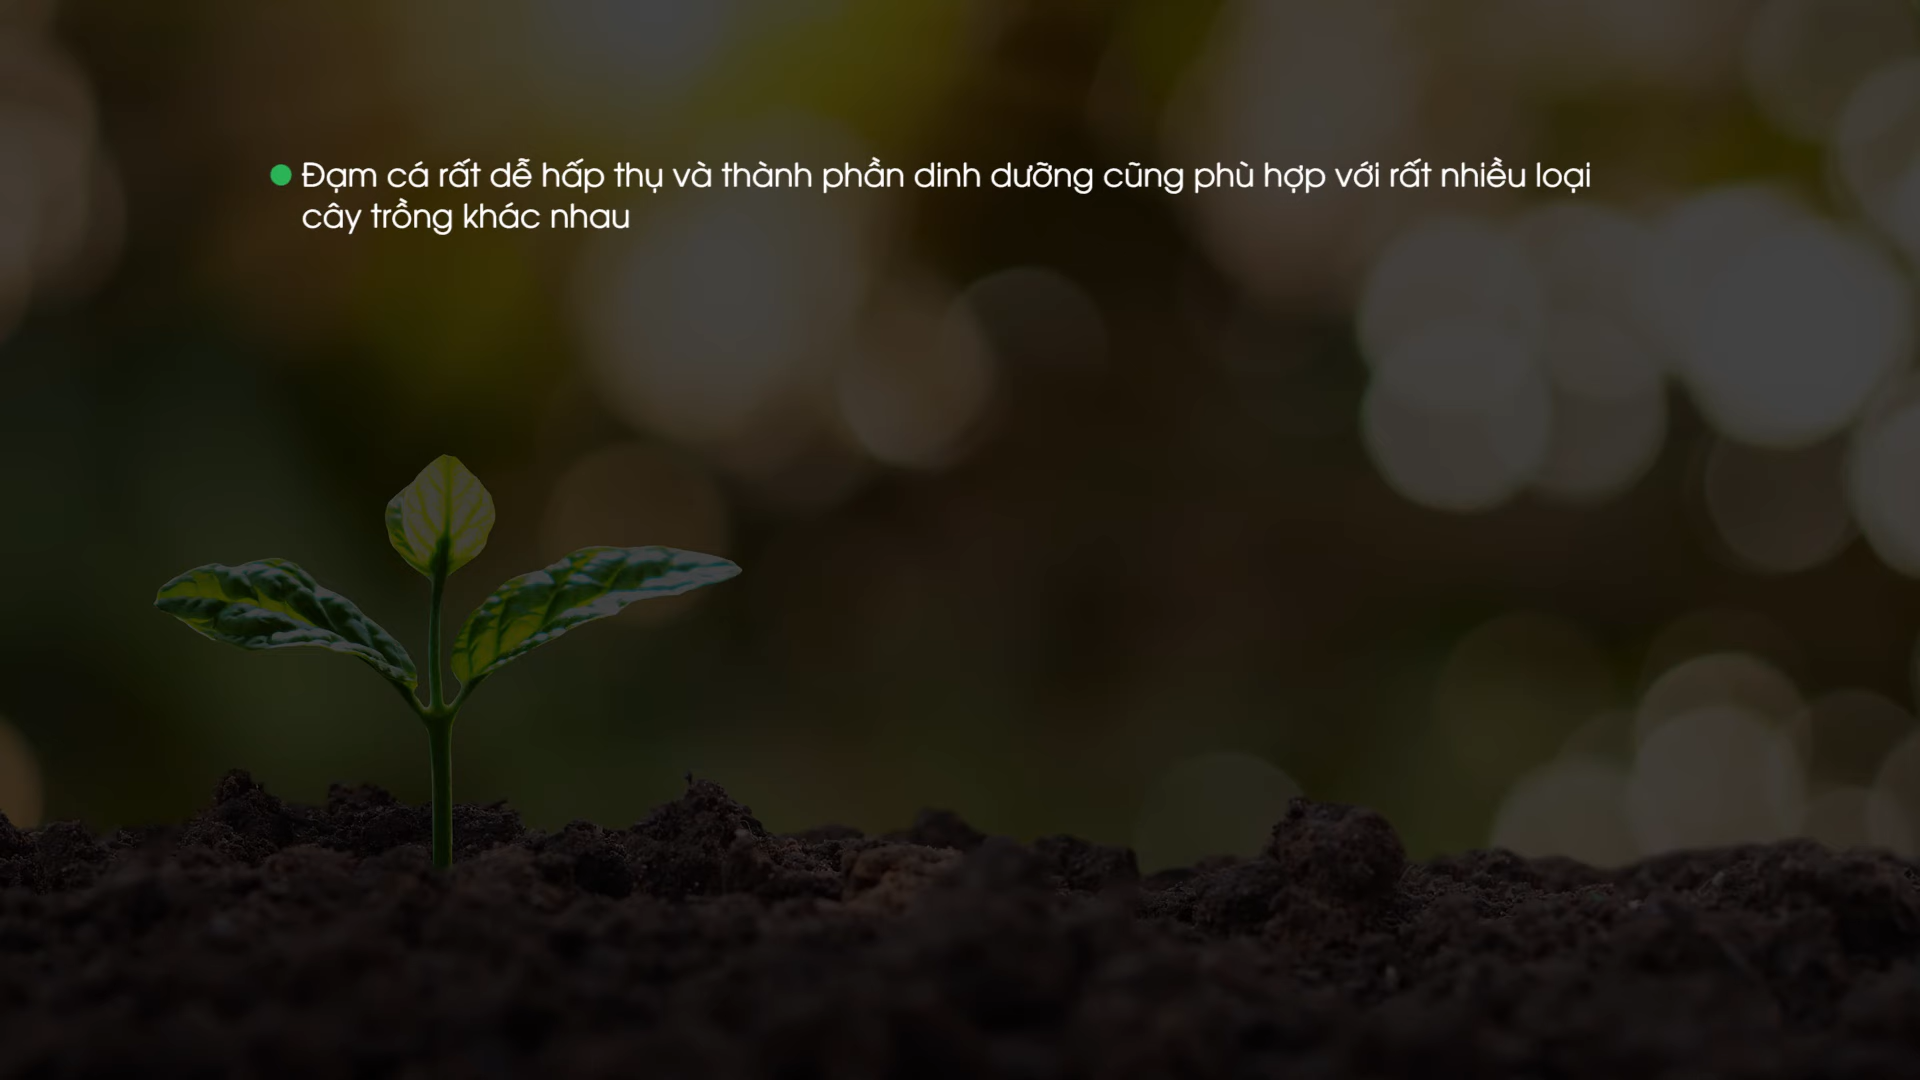 Đạm cá rất dễ hấp thụ và thành phần dinh dưỡng cũng phù hợp với rất nhiều loại
cây trồng khác nhau